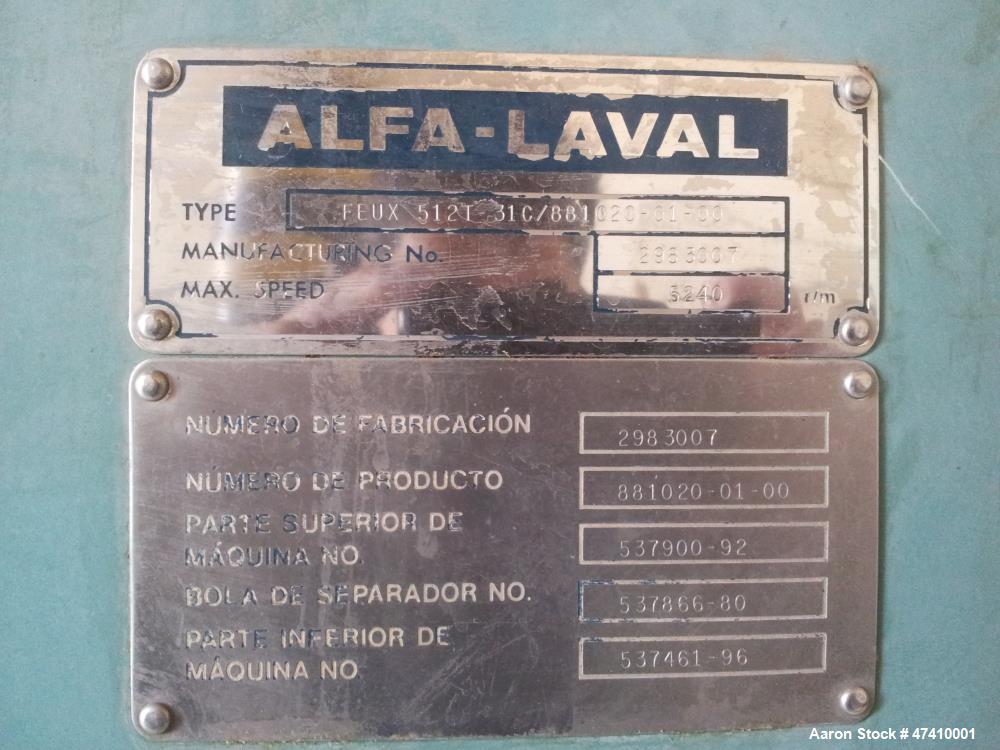 ALFA-LAVAL
TYPE FEUX 512T-31C/881020-01-00
MANUFACTURING No. 2983007
MAX. SPEED 5240 r/m
NÚMERO DE FABRICACIÓN 2983007
NÚMERO DE PRODUCTO 881020-01-00
PARTE SUPERIOR DE
MÁQUINA NO. 537900-92
BOLA DE SEPARADOR NO. 537866-80
PARTE INFERIOR DE
MÁQUINA NO. 537461-96
Aaron Stock # 47410001